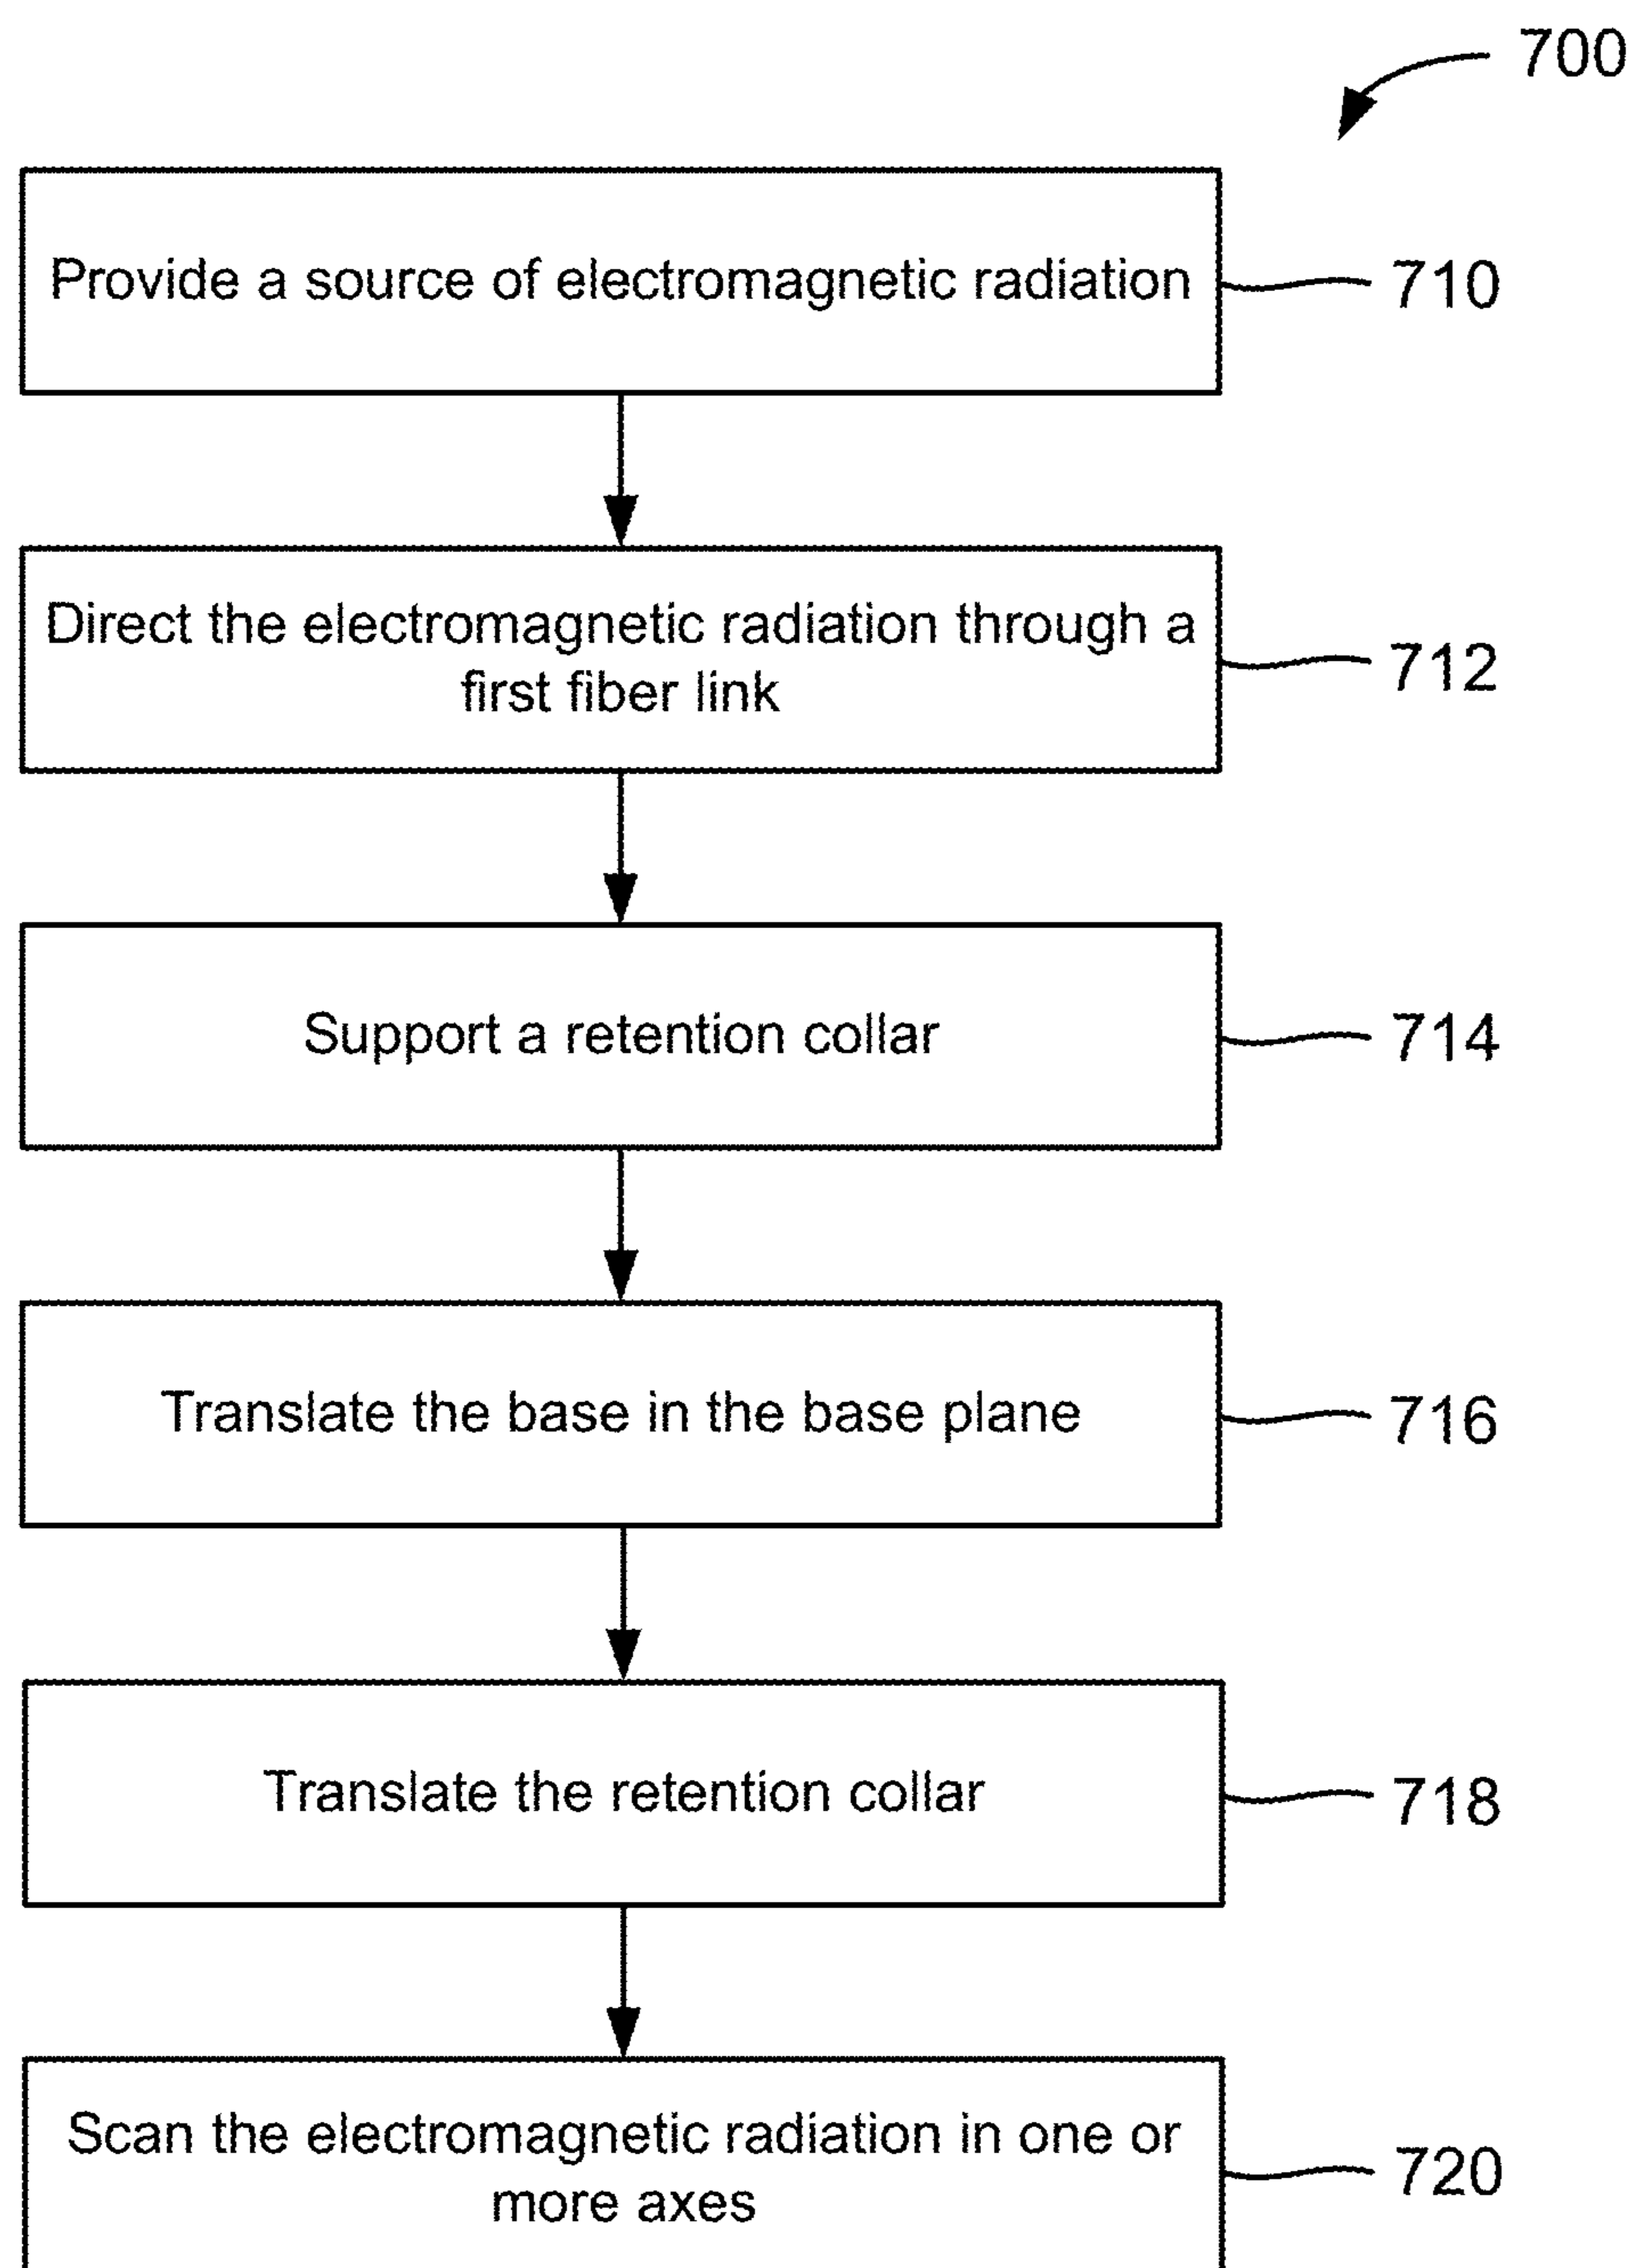 700
Provide a source of electromagnetic radiation
710
Direct the electromagnetic radiation through a
first fiber link
712
Support a retention collar
714
Translate the base in the base plane
716
Translate the retention collar
718
Scan the electromagnetic radiation in one or
more axes
720